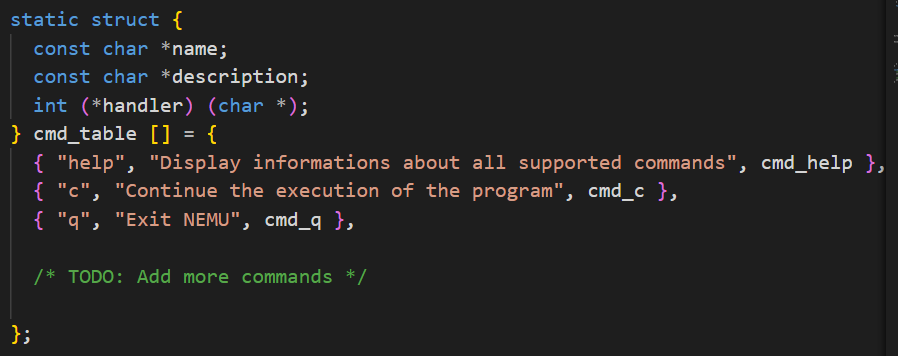 static struct {
  const char *name;
  const char *description;
  int (*handler) (char *);
} cmd_table [] = {
  { "help", "Display informations about all supported commands", cmd_help },
  { "c", "Continue the execution of the program", cmd_c },
  { "q", "Exit NEMU", cmd_q },
  /* TODO: Add more commands */
};